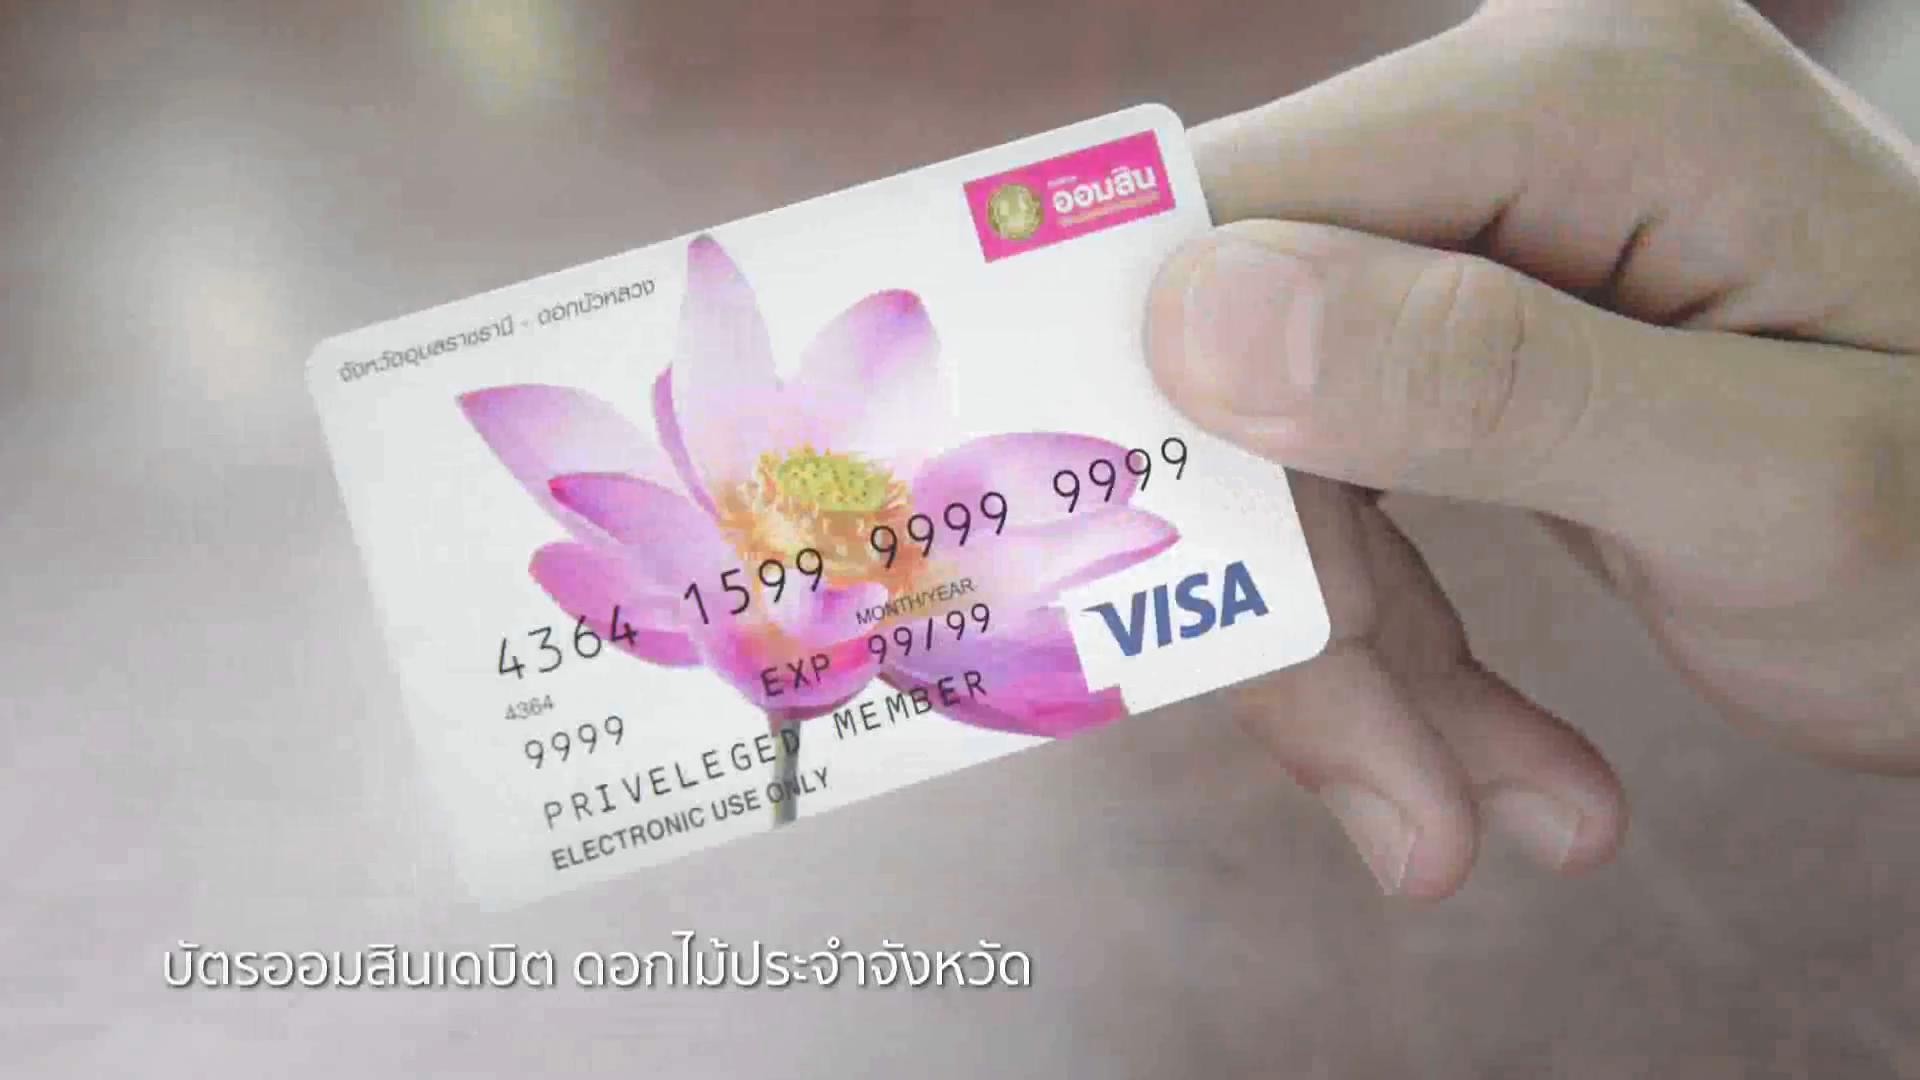 ออมสิน
จังหวัดอุบลราชธานี - ดอกบัวหลวง
4364 1599 9999 9999
4364
MONTH/YEAR
9999
EXP 99/99
PRIVELEGED MEMBER
ELECTRONIC USE ONLY
VISA
บัตรออมสินเดบิต ดอกไม้ประจำจังหวัด